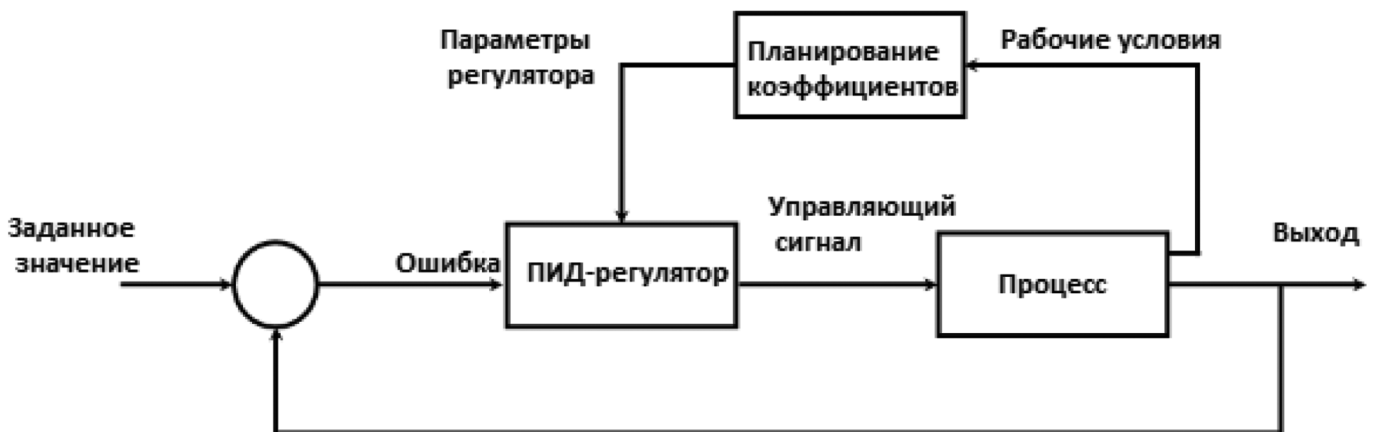 Параметры
регулятора
Планирование
коэффициентов
Рабочие условия
Заданное
значение
Ошибка
ПИД-регулятор
Управляющий
сигнал
Процесс
Выход